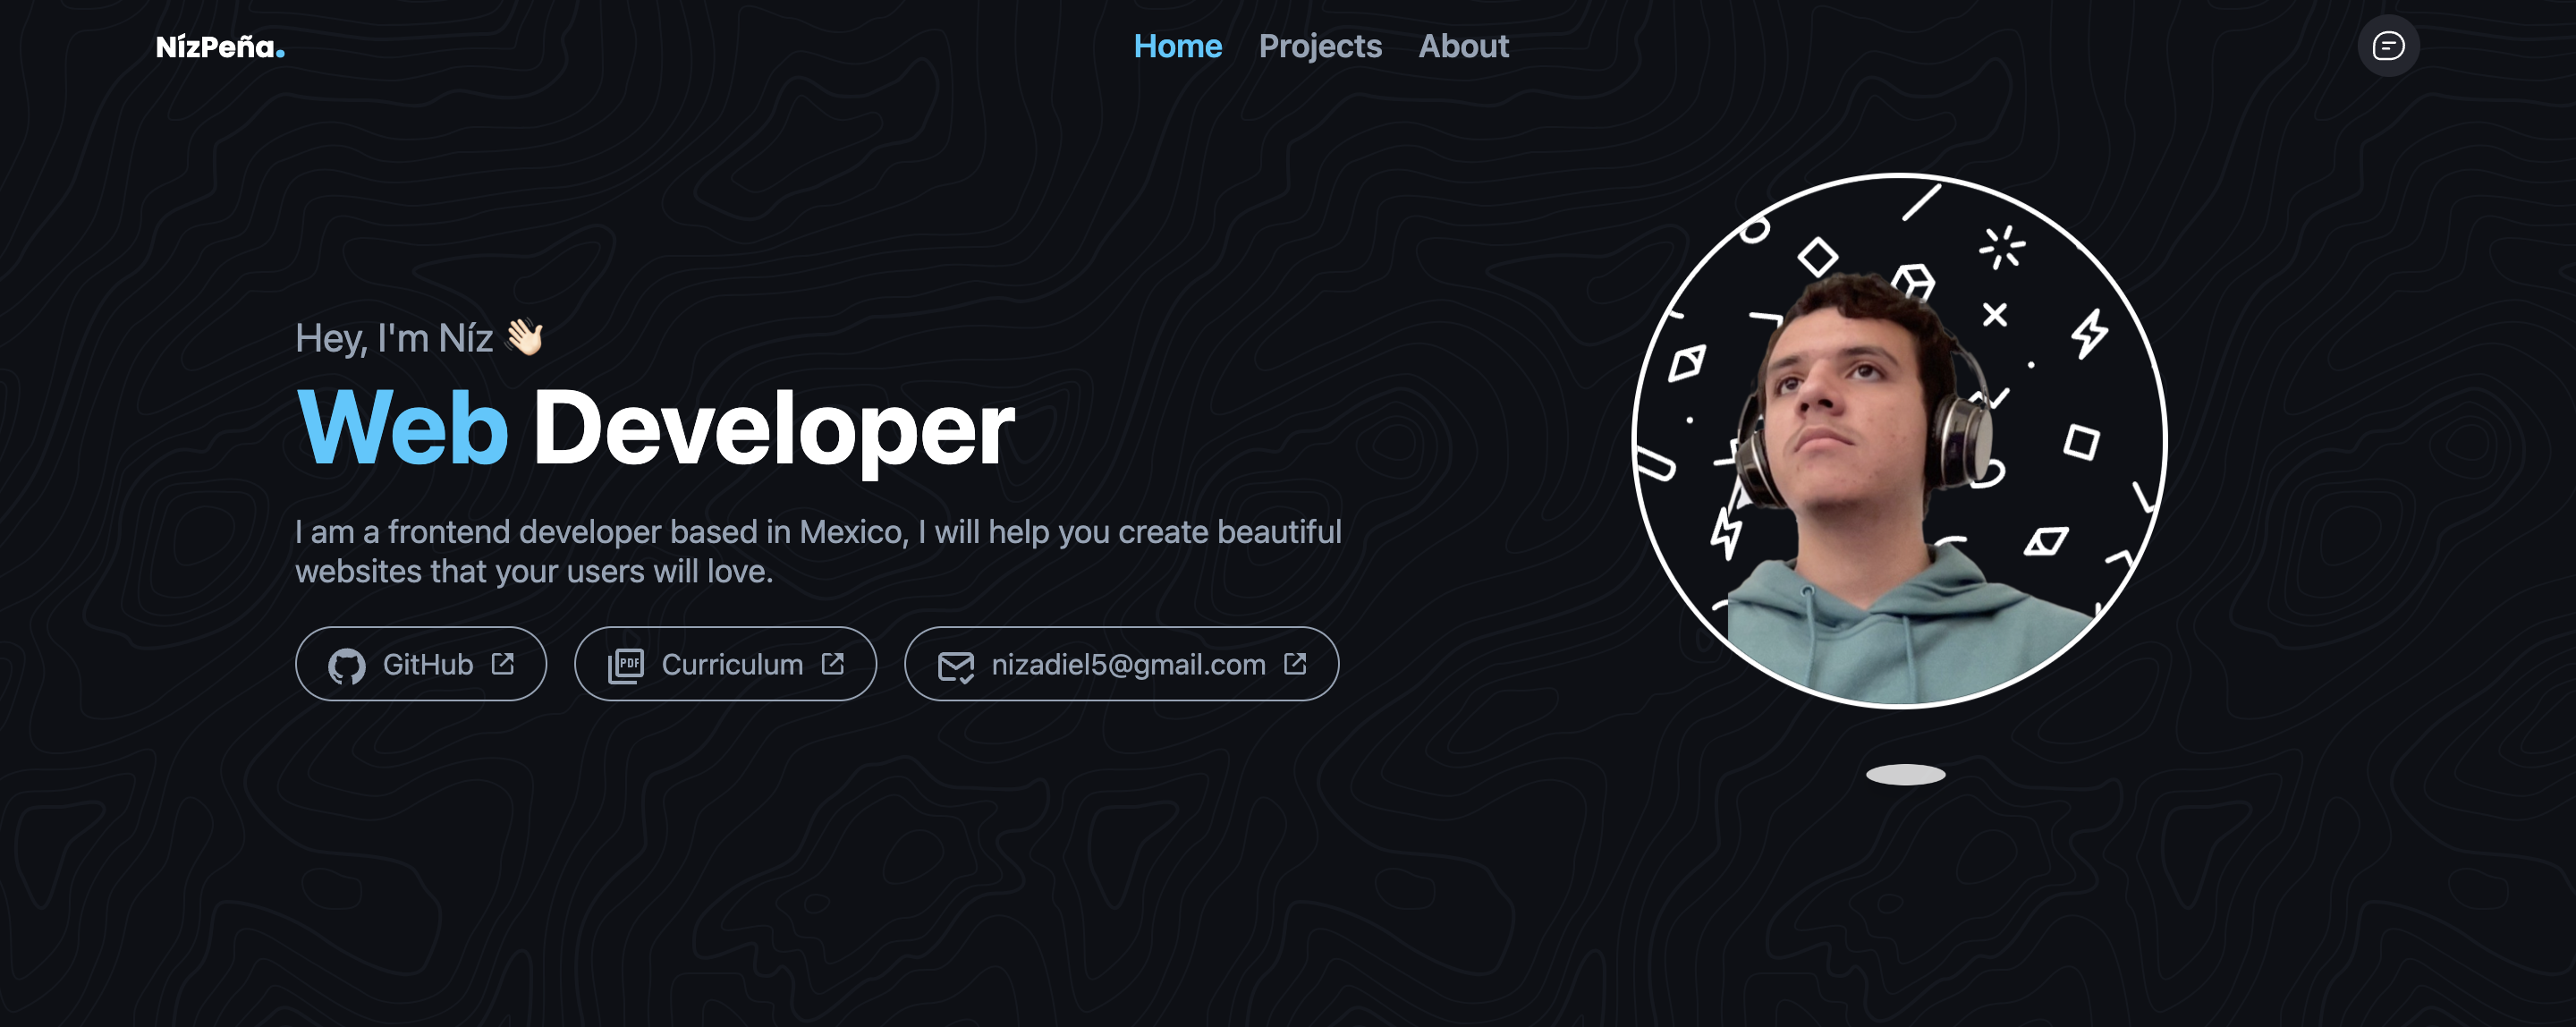 NízPeña.
Home Projects About
Hey, I'm Níz 👋🏻
Web Developer
I am a frontend developer based in Mexico, I will help you create beautiful
websites that your users will love.
GitHub
PDF Curriculum
nizadiel5@gmail.com